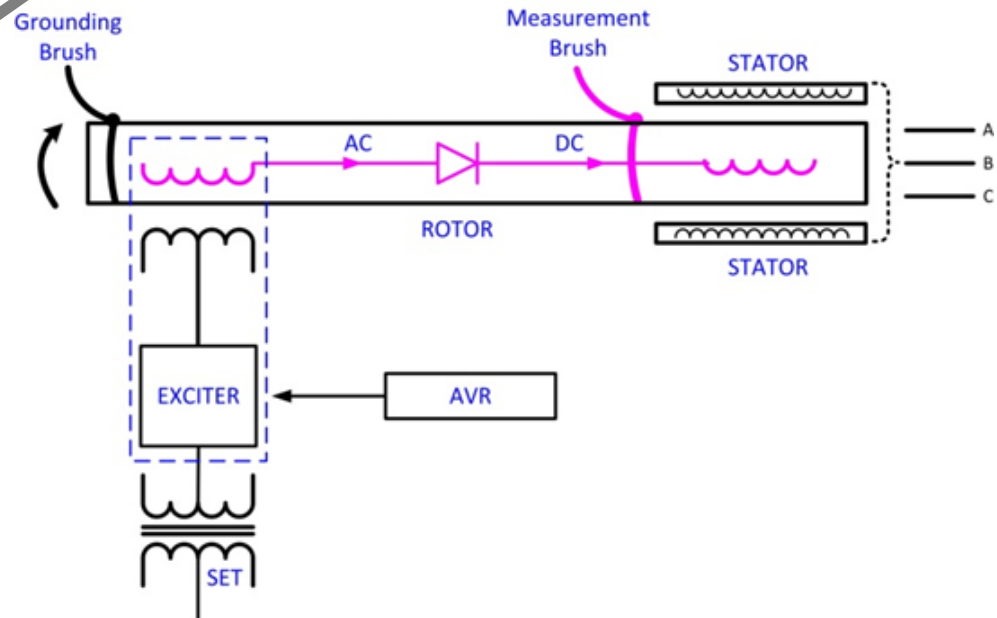 Grounding
Brush
Measurement
Brush
STATOR
AC
DC
A
B
C
ROTOR
STATOR
EXCITER
AVR
SET